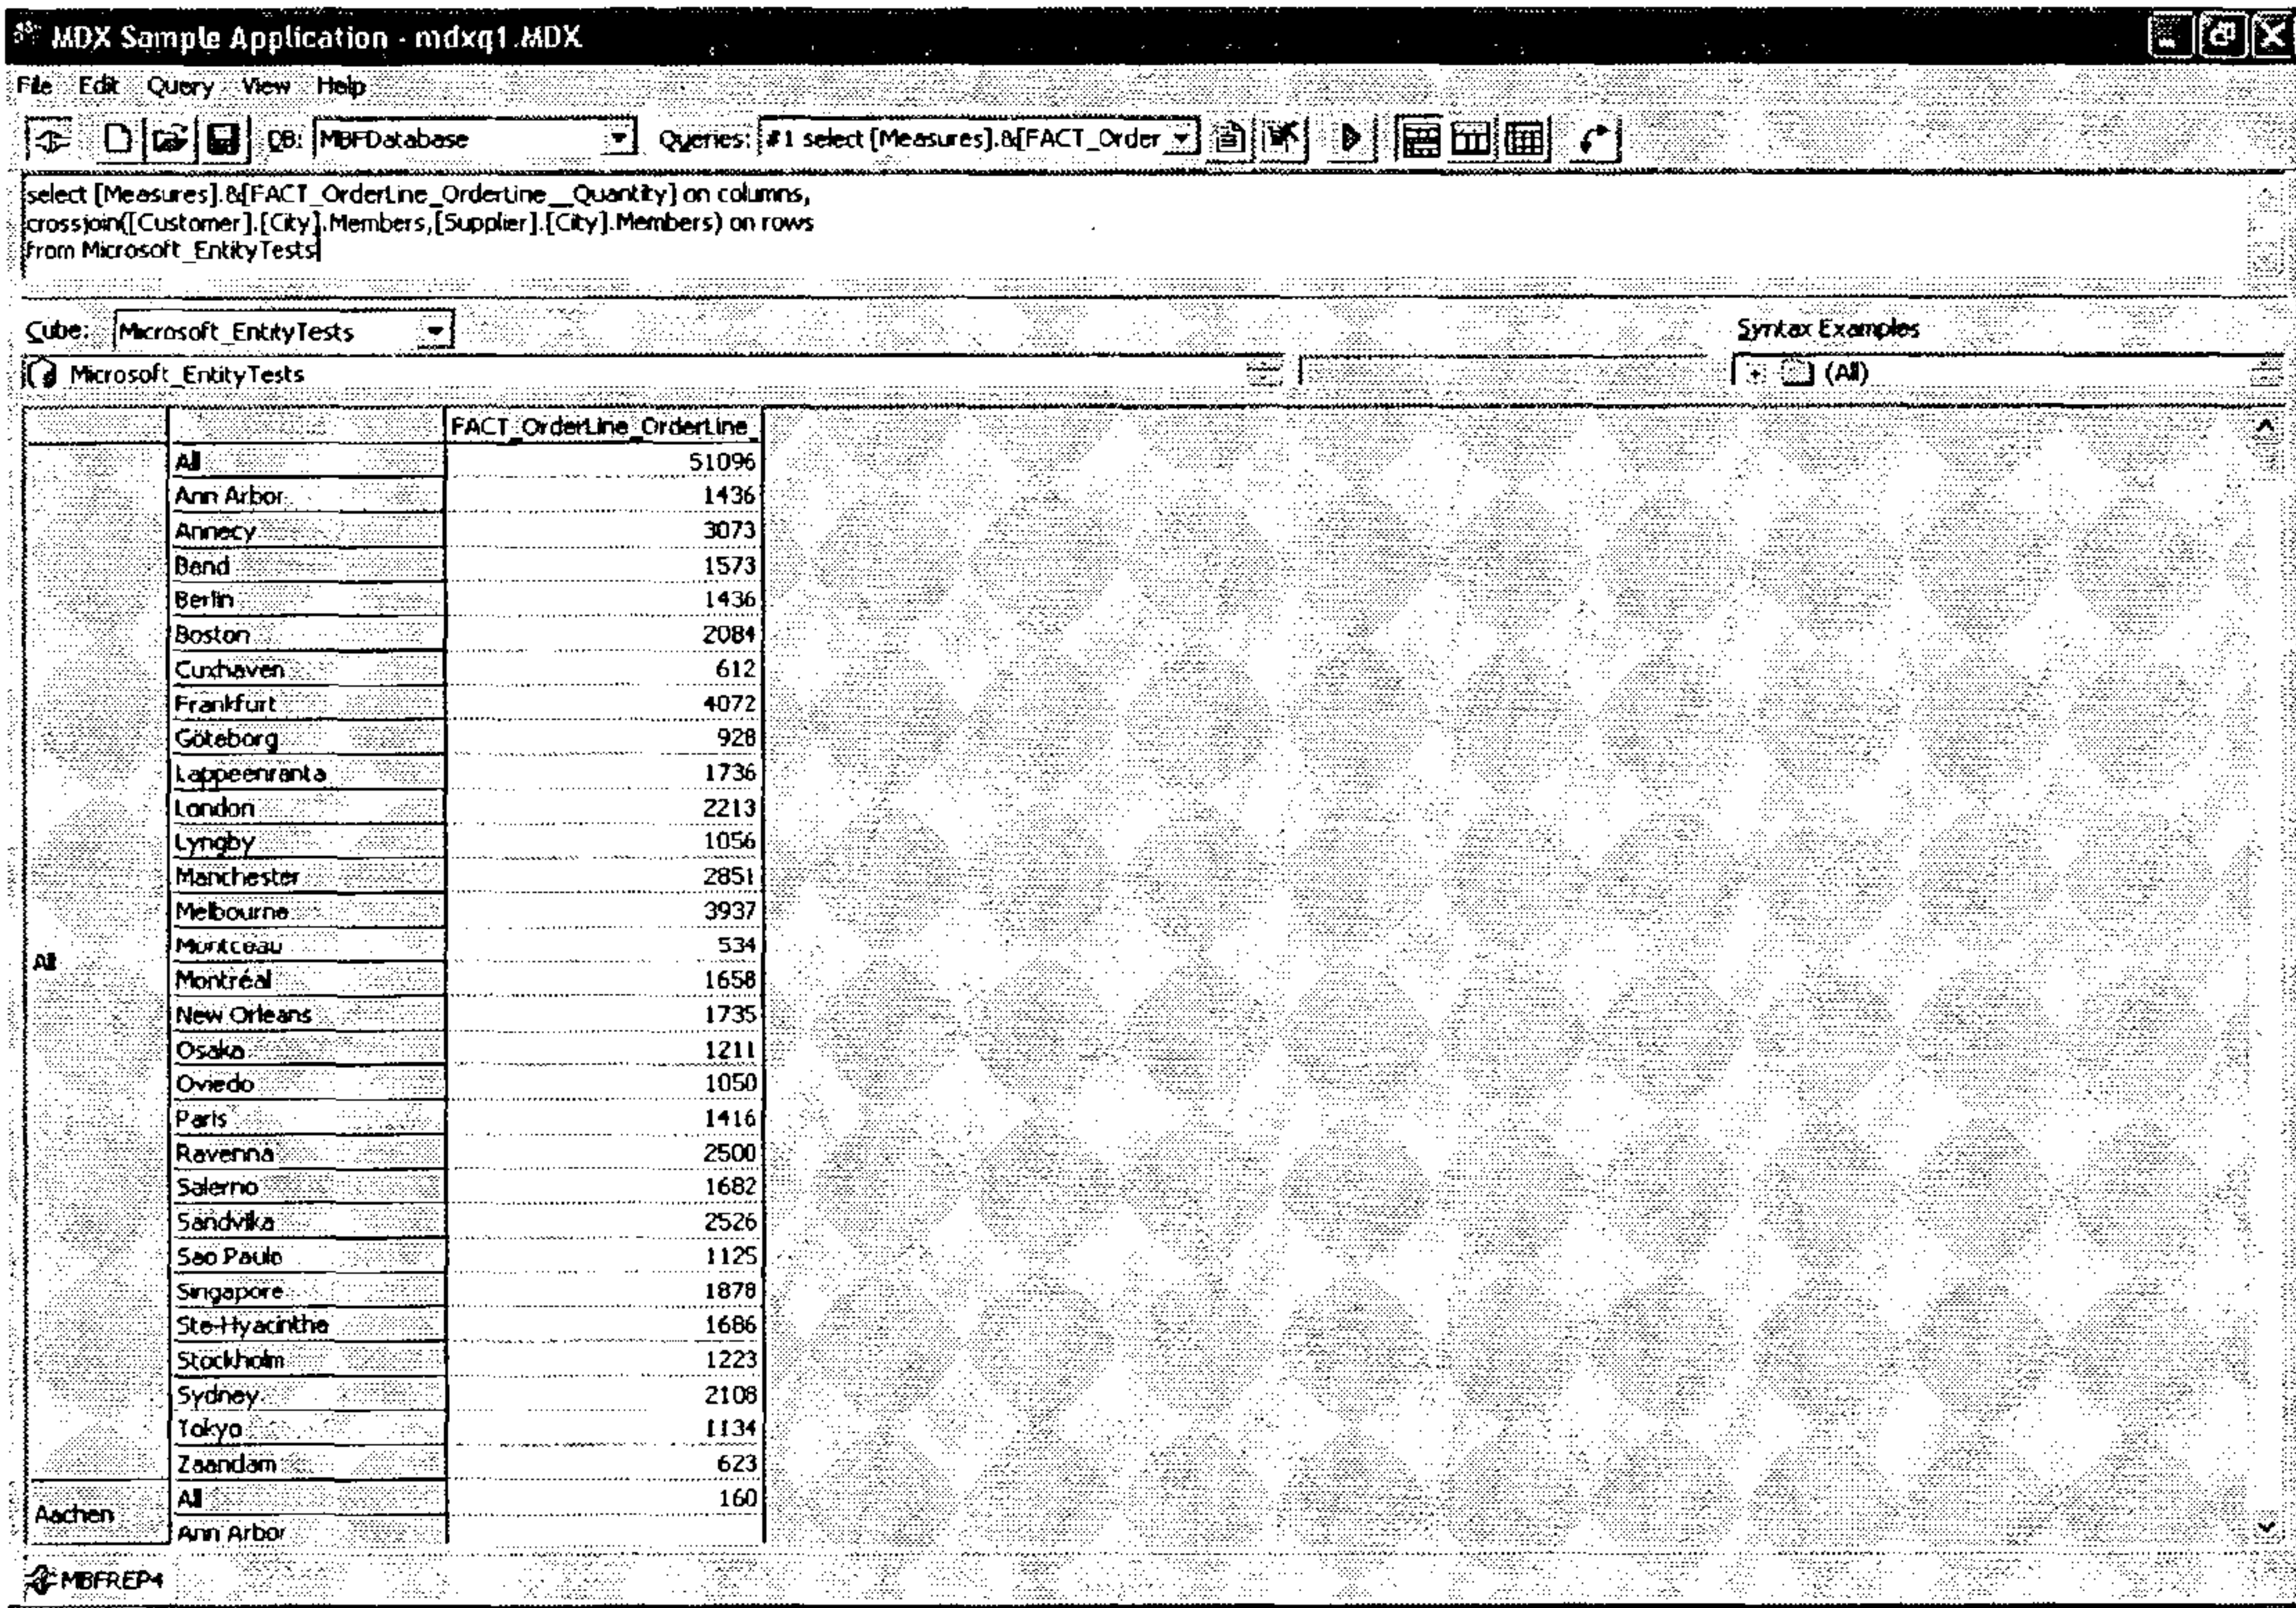 MDX Sample Application - mdxq1.MDX
File Edit Query View Help
DB: MBFDatabase Queries: #1 select [Measures].&[FACT_Order
select [Measures].&[FACT_OrderLine_OrderLine__Quantity] on columns,
crossjoin([Customer].[City].Members,[Supplier].[City].Members) on rows
from Microsoft_EntityTests
Cube: Microsoft_EntityTests Syntax Examples
Microsoft_EntityTests + (All)
FACT_OrderLine_OrderLine_
All 51096
Ann Arbor 1436
Annecy 3073
Bend 1573
Berlin 1436
Boston 2084
Cuxhaven 612
Frankfurt 4072
Göteborg 928
Lappeenranta 1736
London 2213
Lyngby 1056
Manchester 2851
Melbourne 3937
Montceau 534
All
Montréal 1658
New Orleans 1735
Osaka 1211
Oviedo 1050
Paris 1416
Ravenna 2500
Salerno 1682
Sandvika 2526
Sao Paulo 1125
Singapore 1878
Ste-Hyacinthe 1686
Stockholm 1223
Sydney 2108
Tokyo 1134
Zaandam 623
Aachen All 160
Ann Arbor
MBFREP4